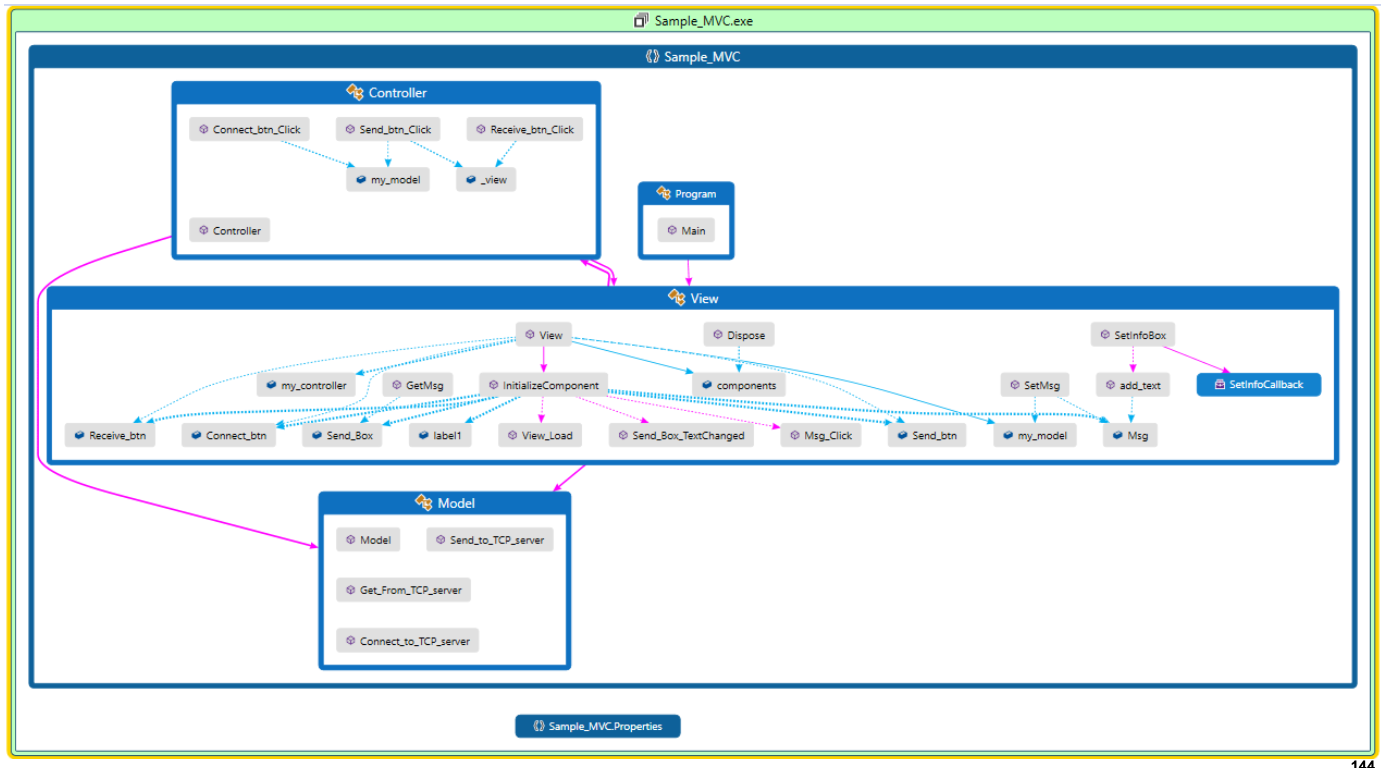 Sample_MVC.exe
Sample_MVC
Controller
Connect_btn_Click Send_btn_Click Receive_btn_Click
my_model _view
Controller
Program
Main
View
View Dispose SetInfoBox
my_controller GetMsg InitializeComponent components SetMsg add_text SetInfoCallback
Receive_btn Connect_btn Send_Box label1 View_Load Send_Box_TextChanged Msg_Click Send_btn my_model Msg
Model
Model Send_to_TCP_server
Get_From_TCP_server
Connect_to_TCP_server
Sample_MVC.Properties
144